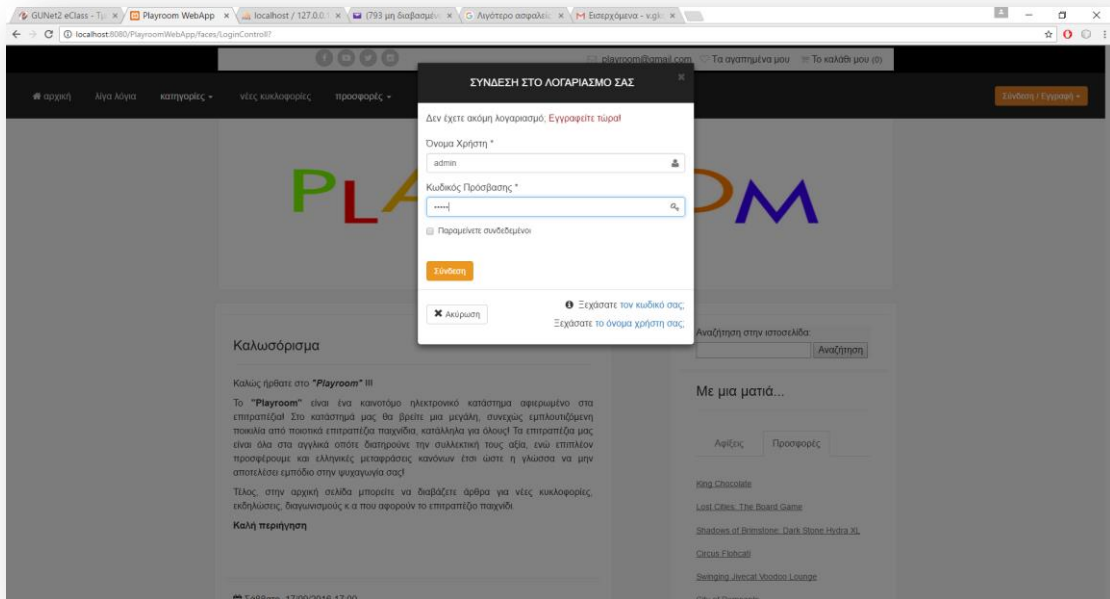 GUNet2 eClass - Τμ
Playroom WebApp
localhost / 127.0.0.1
(793 μη διαβασμένα
Λιγότερο ασφαλείς
Εισερχόμενα - v.gkc
localhost:8080/PlayroomWebApp/faces/LoginControll?
playroom@gmail.com
Τα αγαπημένα μου
Το καλάθι μου (0)
αρχική
λίγα λόγια
κατηγορίες
νέες κυκλοφορίες
προσφορές
Σύνδεση / Εγγραφή
ΣΥΝΔΕΣΗ ΣΤΟ ΛΟΓΑΡΙΑΣΜΟ ΣΑΣ
Δεν έχετε ακόμη λογαριασμό; Εγγραφείτε τώρα!
Όνομα Χρήστη *
admin
Κωδικός Πρόσβασης *
•••••
Παραμείνετε συνδεδεμένοι
Σύνδεση
Ακύρωση
Ξεχάσατε τον κωδικό σας;
Ξεχάσατε το όνομα χρήστη σας;
PLA
OM
Καλωσόρισμα
Καλώς ήρθατε στο "Playroom" !!!
Το "Playroom" είναι ένα καινοτόμο ηλεκτρονικό κατάστημα αφιερωμένο στα
επιτραπέζια! Στο κατάστημά μας θα βρείτε μια μεγάλη, συνεχώς εμπλουτιζόμενη
ποικιλία από ποιοτικά επιτραπέζια παιχνίδια, κατάλληλα για όλους! Τα επιτραπέζια μας
είναι όλα στα αγγλικά οπότε διατηρούνε την συλλεκτική τους αξία, ενώ επιπλέον
προσφέρουμε και ελληνικές μεταφράσεις κανόνων έτσι ώστε η γλώσσα να μην
αποτελέσει εμπόδιο στην ψυχαγωγία σας!
Τέλος, στην αρχική σελίδα μπορείτε να διαβάζετε άρθρα για νέες κυκλοφορίες,
εκδηλώσεις, διαγωνισμούς κ.α που αφορούν το επιτραπέζιο παιχνίδι.
Καλή περιήγηση
Σάββατο, 17/09/2016 17:00
Αναζήτηση στην ιστοσελίδα:
Αναζήτηση
Με μια ματιά...
Αφίξεις
Προσφορές
King Chocolate
Lost Cities: The Board Game
Shadows of Brimstone: Dark Stone Hydra XL
Circus Flohcati
Swinging Jivecat Voodoo Lounge